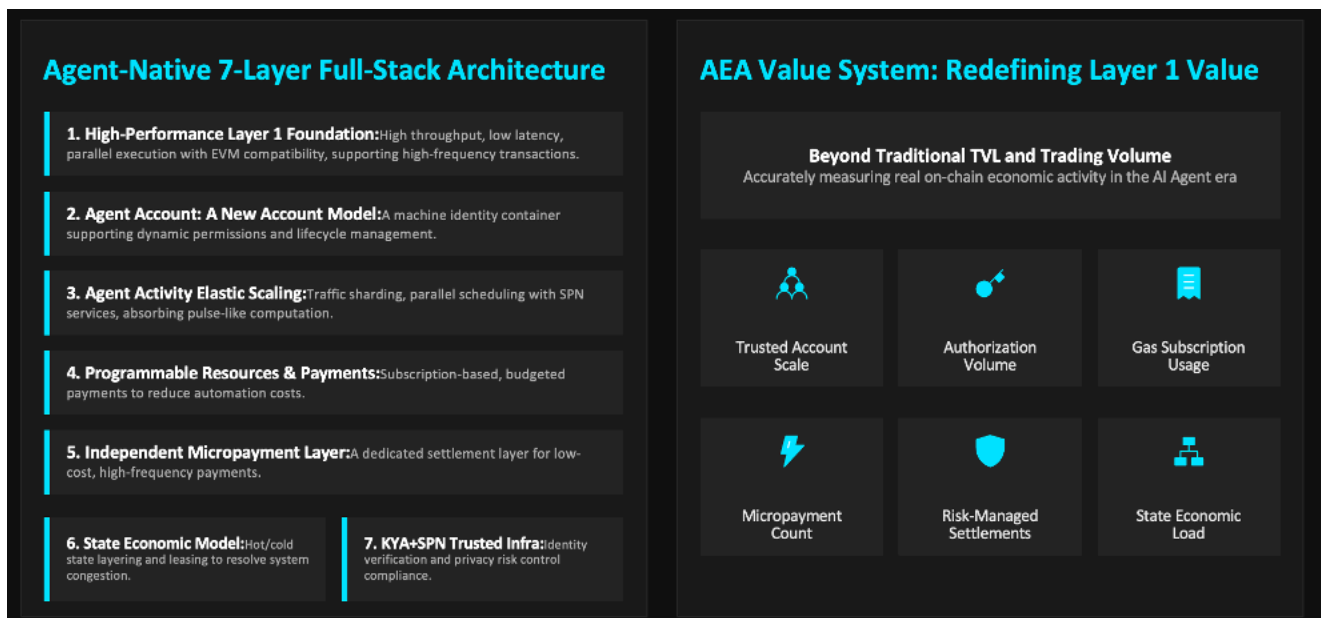 Agent-Native 7-Layer Full-Stack Architecture
1. High-Performance Layer 1 Foundation:High throughput, low latency,
parallel execution with EVM compatibility, supporting high-frequency transactions.
2. Agent Account: A New Account Model:A machine identity container
supporting dynamic permissions and lifecycle management.
3. Agent Activity Elastic Scaling:Traffic sharding, parallel scheduling with SPN
services, absorbing pulse-like computation.
4. Programmable Resources & Payments:Subscription-based, budgeted
payments to reduce automation costs.
5. Independent Micropayment Layer:A dedicated settlement layer for low-
cost, high-frequency payments.
6. State Economic Model:Hot/cold
state layering and leasing to resolve system
congestion.
7. KYA+SPN Trusted Infra:Identity
verification and privacy risk control
compliance.
AEA Value System: Redefining Layer 1 Value
Beyond Traditional TVL and Trading Volume
Accurately measuring real on-chain economic activity in the AI Agent era
Trusted Account
Scale
Authorization
Volume
Gas Subscription
Usage
Micropayment
Count
Risk-Managed
Settlements
State Economic
Load